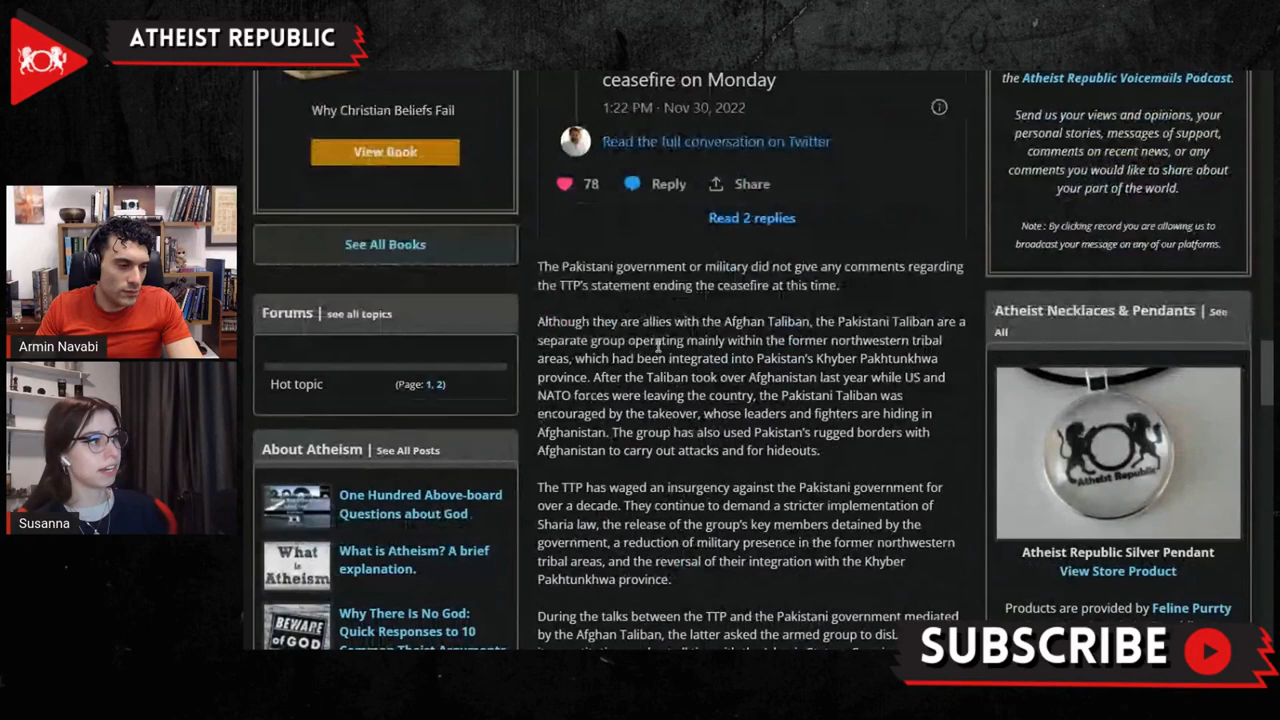 ATHEIST REPUBLIC
Armin Navabi
Susanna
Why Christian Beliefs Fail
View Book
See All Books
Forums | see all topics
Hot topic
(Page: 1, 2)
About Atheism | See All Posts
One Hundred Above-board
Questions about God
What is Atheism
What is Atheism? A brief
explanation.
BEWARE
of GOD
Why There Is No God:
Quick Responses to 10
Common Theist Arguments
ceasefire on Monday
1:22 PM · Nov 30, 2022
Read the full conversation on Twitter
78
Reply
Share
Read 2 replies
The Pakistani government or military did not give any comments regarding
the TTP's statement ending the ceasefire at this time.
Although they are allies with the Afghan Taliban, the Pakistani Taliban are a
separate group operating mainly within the former northwestern tribal
areas, which had been integrated into Pakistan's Khyber Pakhtunkhwa
province. After the Taliban took over Afghanistan last year while US and
NATO forces were leaving the country, the Pakistani Taliban was
encouraged by the takeover, whose leaders and fighters are hiding in
Afghanistan. The group has also used Pakistan's rugged borders with
Afghanistan to carry out attacks and for hideouts.
The TTP has waged an insurgency against the Pakistani government for
over a decade. They continue to demand a stricter implementation of
Sharia law, the release of the group's key members detained by the
government, a reduction of military presence in the former northwestern
tribal areas, and the reversal of their integration with the Khyber
Pakhtunkhwa province.
During the talks between the TTP and the Pakistani government mediated
by the Afghan Taliban, the latter asked the armed group to
the Atheist Republic Voicemails Podcast.
Send us your views and opinions, your
personal stories, messages of support,
comments on recent news, or any
comments you would like to share about
your part of the world.
Note : By clicking record you are allowing us to
broadcast your message on any of our platforms.
Atheist Necklaces & Pendants | See
All
Atheist Republic
Atheist Republic Silver Pendant
View Store Product
Products are provided by Feline Purrty
SUBSCRIBE